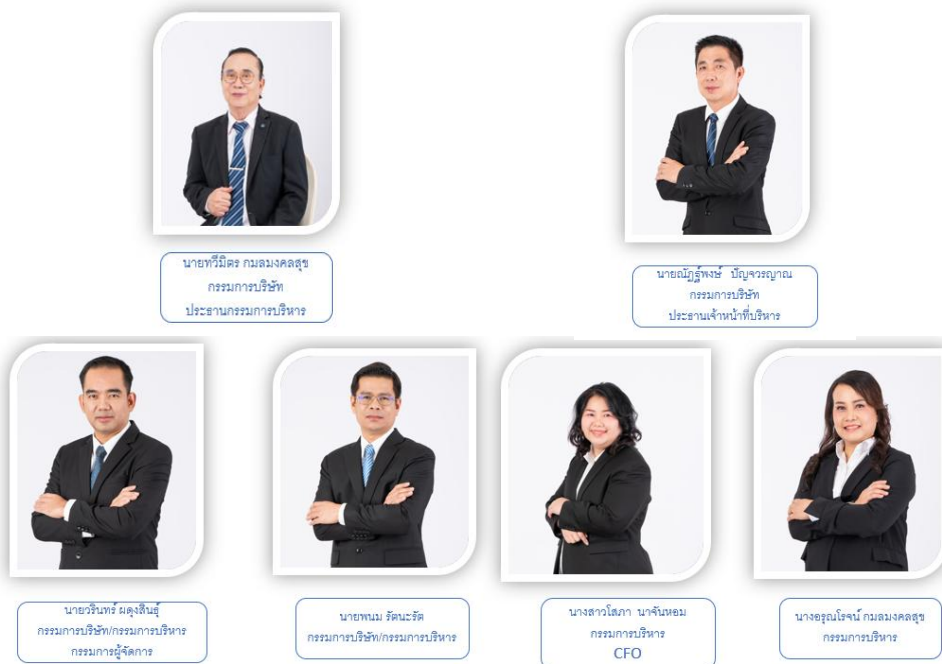 นายทวีมิตร กมลมงคลสุข
กรรมการบริษัท
ประธานกรรมการบริหาร
นายณัฏฐ์พงษ์ ปัญจวรญาณ
กรรมการบริษัท
ประธานเจ้าหน้าที่บริหาร
นายวรินทร์ ผดุงสินธุ์
กรรมการบริษัท/กรรมการบริหาร
กรรมการผู้จัดการ
นายพนม รัตนะรัต
กรรมการบริษัท/กรรมการบริหาร
นางสาวโสภา นาจันหอม
กรรมการบริหาร
CFO
นางอรุณโรจน์ กมลมงคลสุข
กรรมการบริหาร